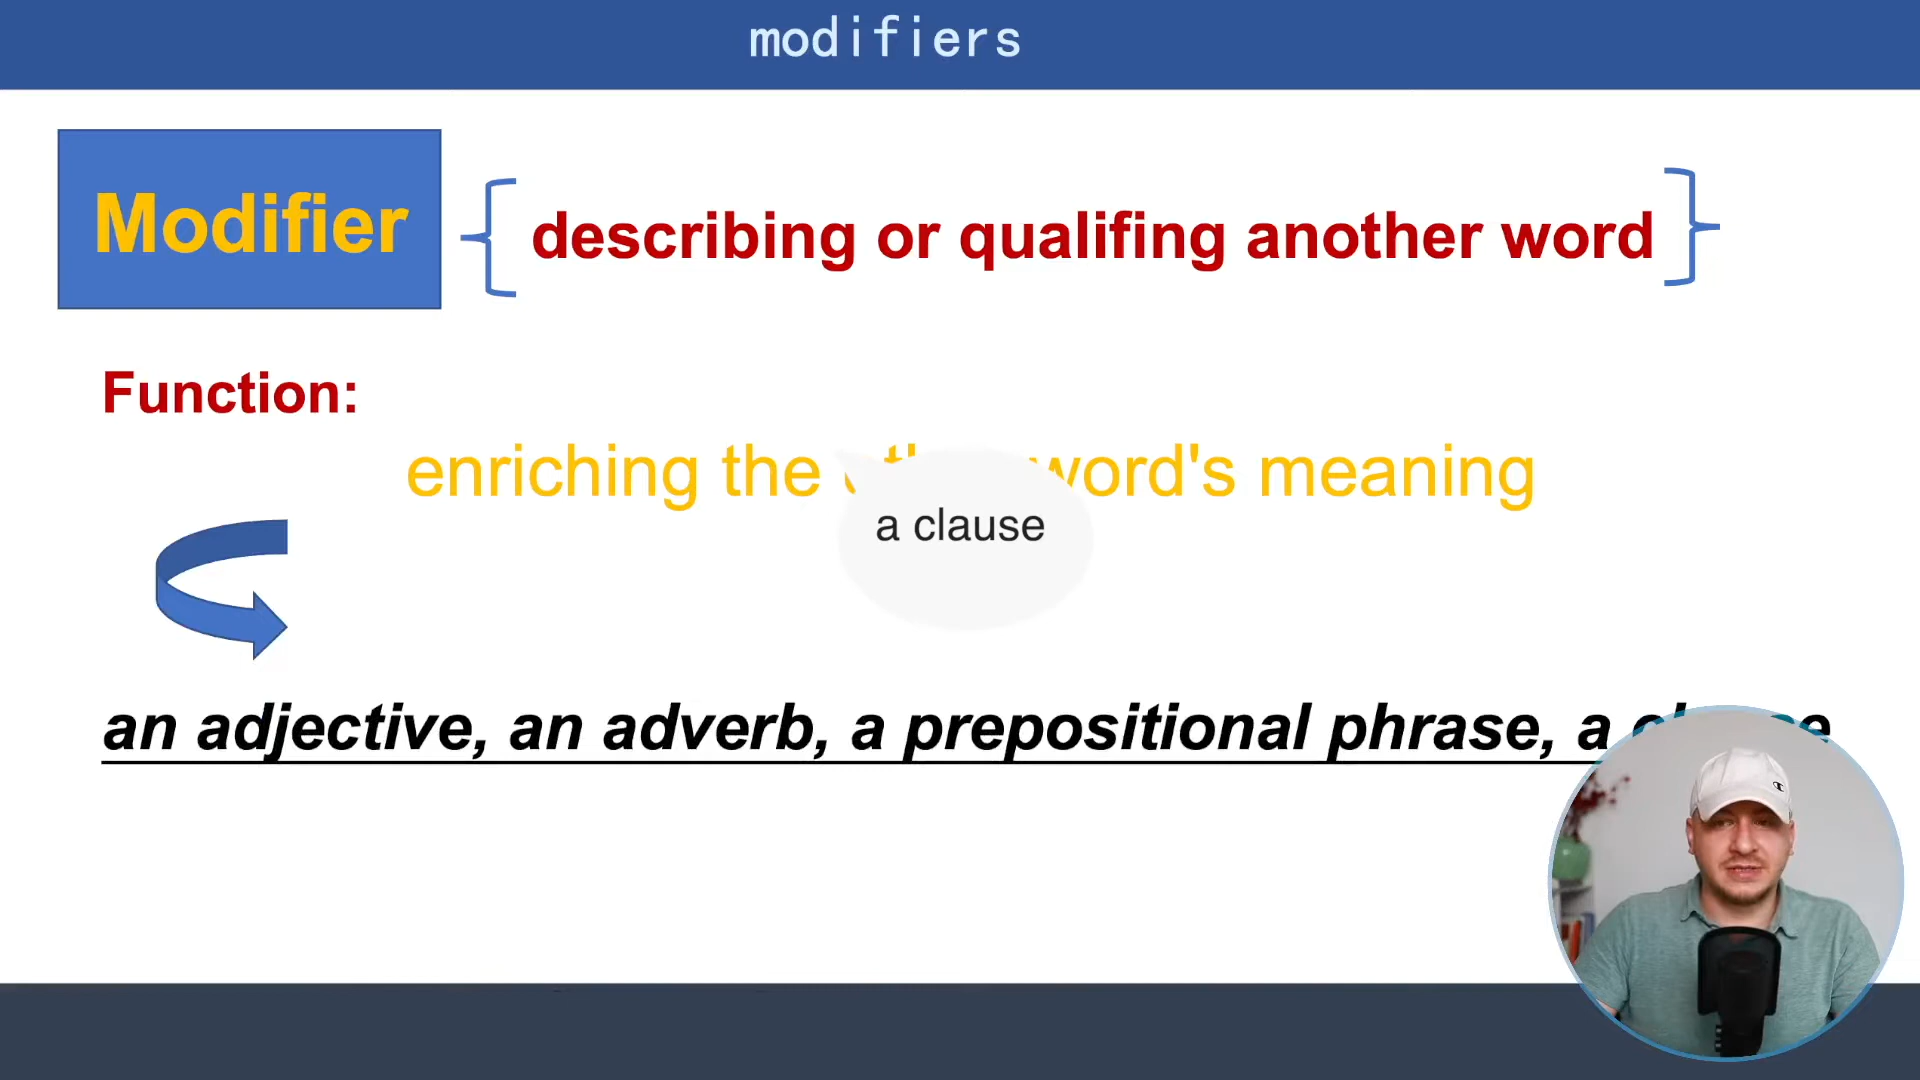 modifiers
Modifier
describing or qualifing another word
Function:
enriching the word's meaning
a clause
an adjective, an adverb, a prepositional phrase, a